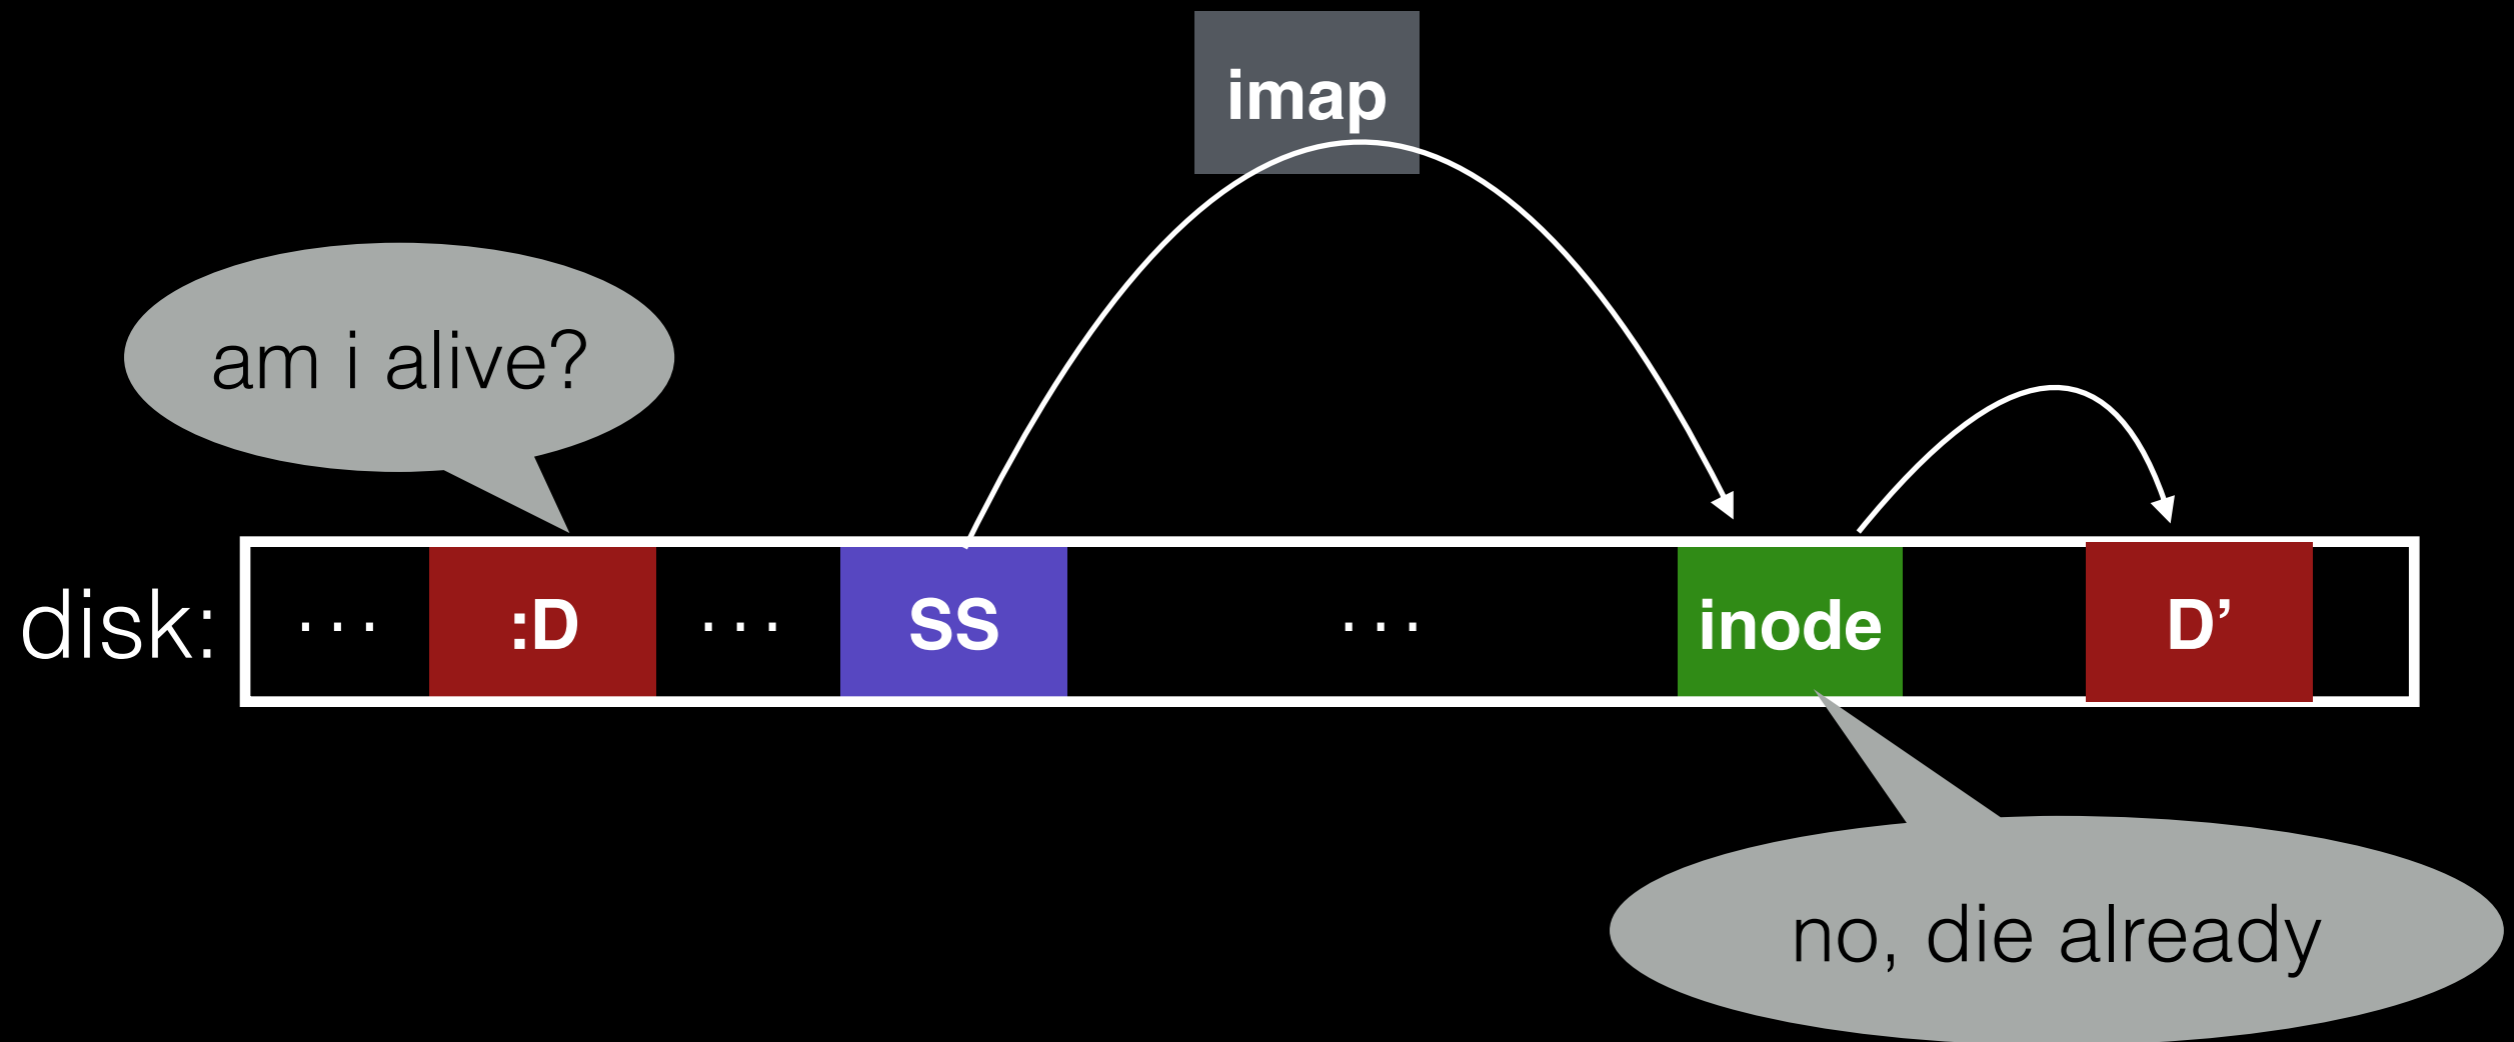 imap
am i alive?
disk: ... :D ... SS ... inode D’
no, die already